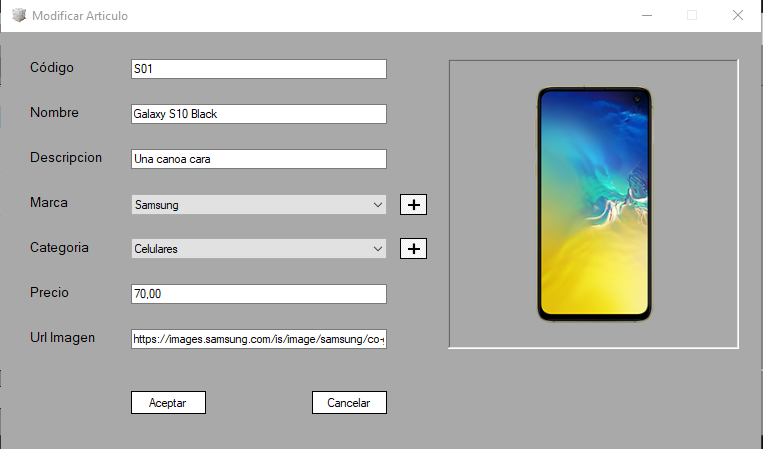 Modificar Articulo
Código S01
Nombre Galaxy S10 Black
Descripcion Una canoa cara
Marca Samsung +
Categoria Celulares +
Precio 70,00
Url Imagen https://images.samsung.com/is/image/samsung/co-
Aceptar Cancelar